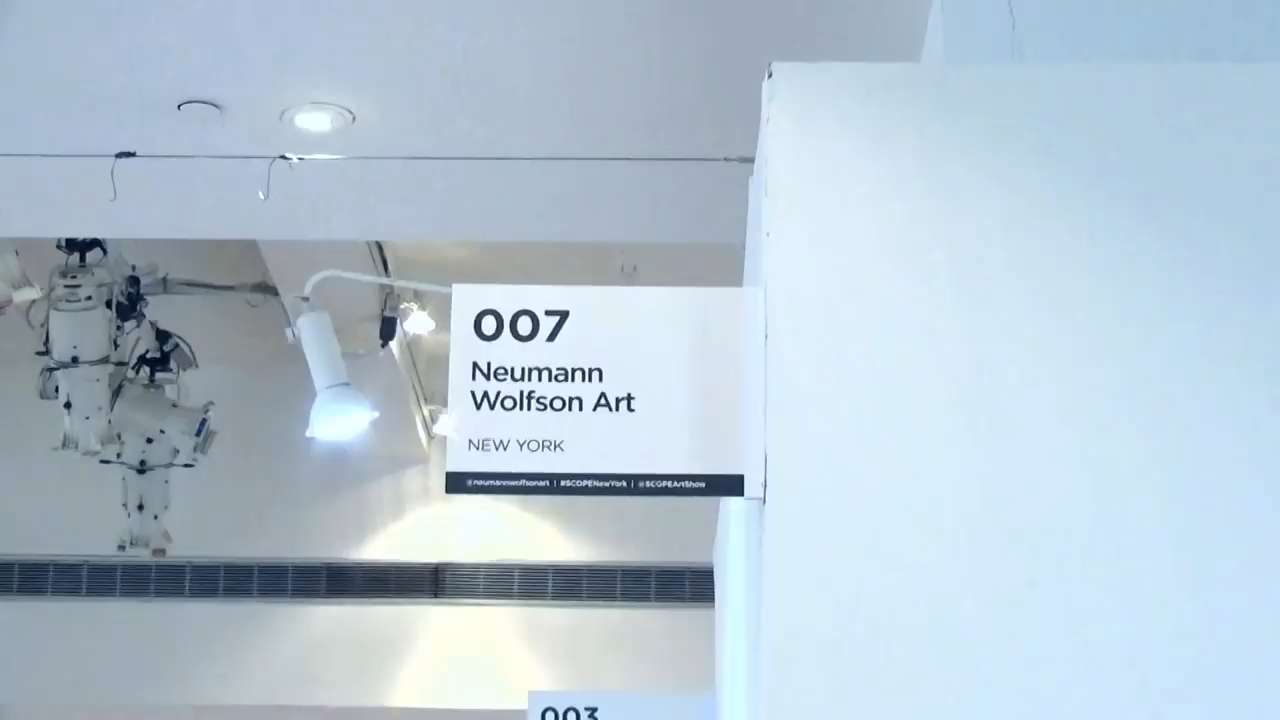 007
Neumann
Wolfson Art
NEW YORK
@neumannwolfsonart | #SCOPENewYork | @SCOPEArtShow
003